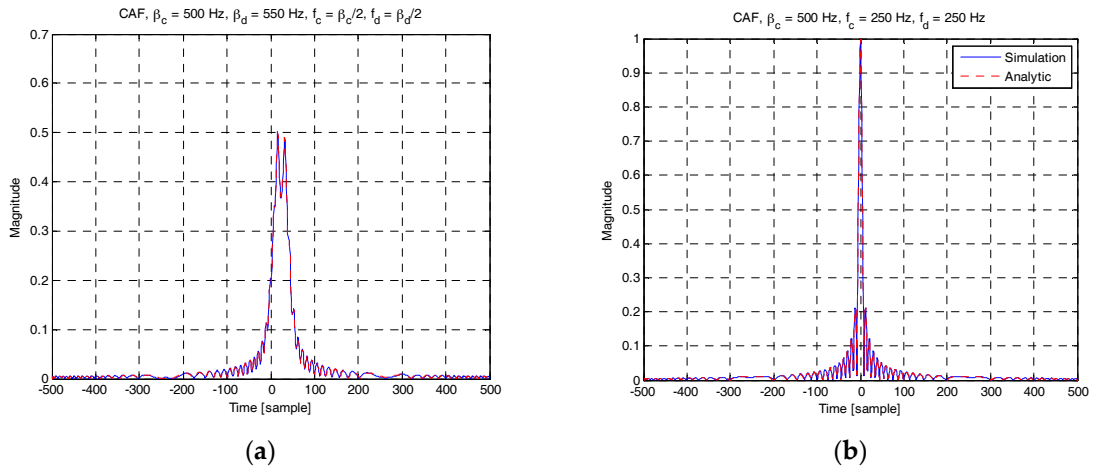 CAF, β_c = 500 Hz, β_d = 550 Hz, f_c = β_c/2, f_d = β_d/2
0.7
0.6
0.5
0.4
0.3
0.2
0.1
0
Magnitude
-500 -400 -300 -200 -100 0 100 200 300 400 500
Time [sample]
(a)
CAF, β_c = 500 Hz, f_c = 250 Hz, f_d = 250 Hz
1
0.9
0.8
0.7
0.6
0.5
0.4
0.3
0.2
0.1
0
Magnitude
Simulation
Analytic
-500 -400 -300 -200 -100 0 100 200 300 400 500
Time [sample]
(b)